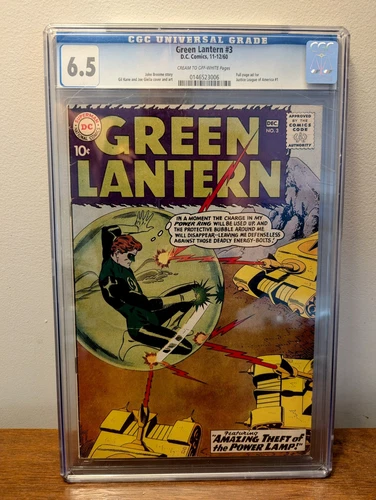 CGC UNIVERSAL GRADE
6.5
Green Lantern #3
D.C. Comics, 11-12/60
CREAM TO OFF-WHITE Pages
0146523006
John Broome story
Gil Kane and Joe Giella cover and art
Full page ad for
Justice League of America #1
SUPERMAN
DC
10¢
GREEN
LANTERN
DEC.
NO. 3
APPROVED
BY THE
COMICS
CODE
AUTHORITY
IN A MOMENT THE CHARGE IN MY
POWER RING WILL BE USED UP, AND
THE PROTECTIVE BUBBLE AROUND ME
WILL DISAPPEAR--LEAVING ME DEFENSELESS
AGAINST THOSE DEADLY ENERGY-BOLTS!
Featuring
"AMAZING THEFT of
the POWER LAMP!"